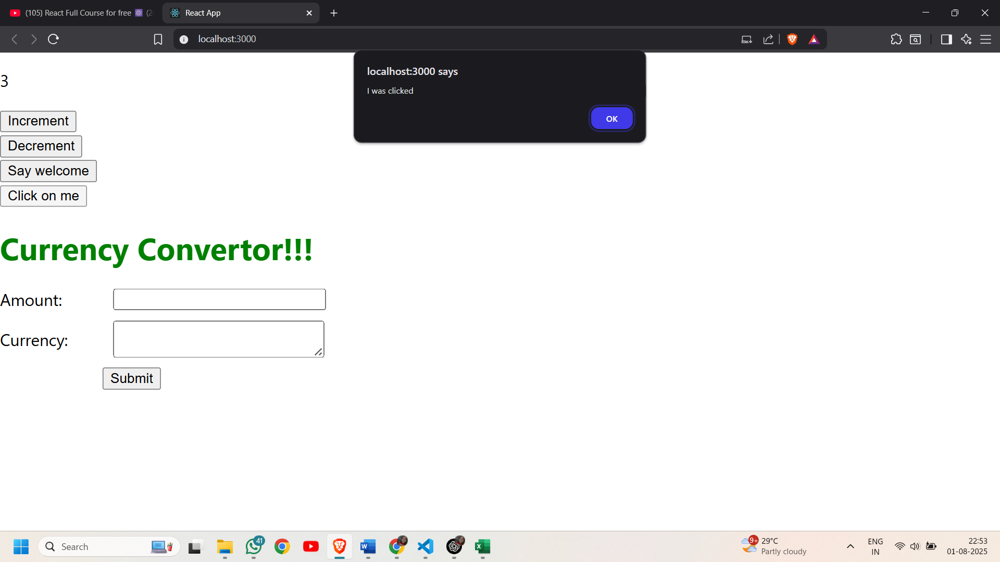 (105) React Full Course for free ⚛️ (2
React App
localhost:3000
localhost:3000 says
I was clicked
OK
3
Increment
Decrement
Say welcome
Click on me
Currency Convertor!!!
Amount:
Currency:
Submit
Search
41
9+
29°C
Partly cloudy
ENG
IN
22:53
01-08-2025